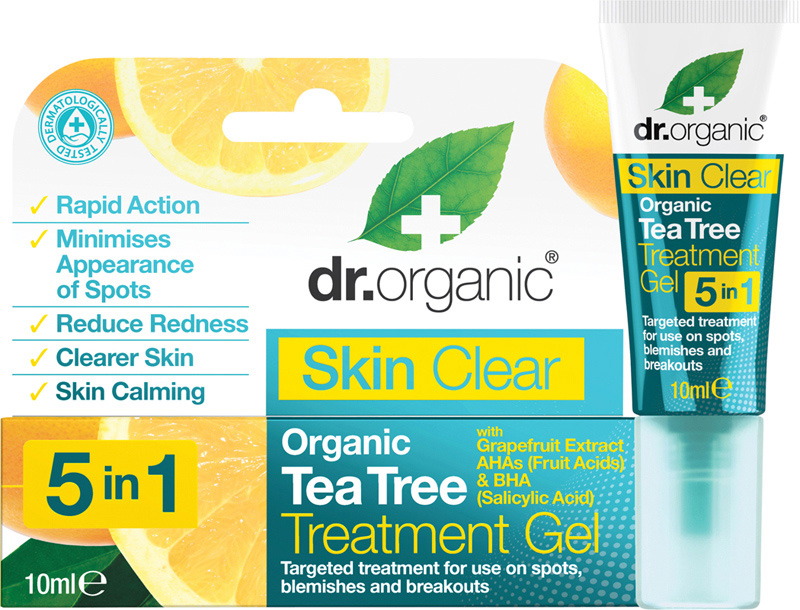 DERMATOLOGICALLY TESTED
✓ Rapid Action
✓ Minimises
Appearance
of Spots
✓ Reduce Redness
✓ Clearer Skin
✓ Skin Calming
dr.organic®
Skin Clear
5 in 1
10ml℮
Organic
Tea Tree
Treatment Gel
with
Grapefruit Extract
AHAs (Fruit Acids)
& BHA
(Salicylic Acid)
Targeted treatment for use on spots,
blemishes and breakouts
dr.organic®
Skin Clear
Organic
Tea Tree
Treatment
Gel 5 in 1
Targeted treatment
for use on spots,
blemishes and
breakouts
10ml℮